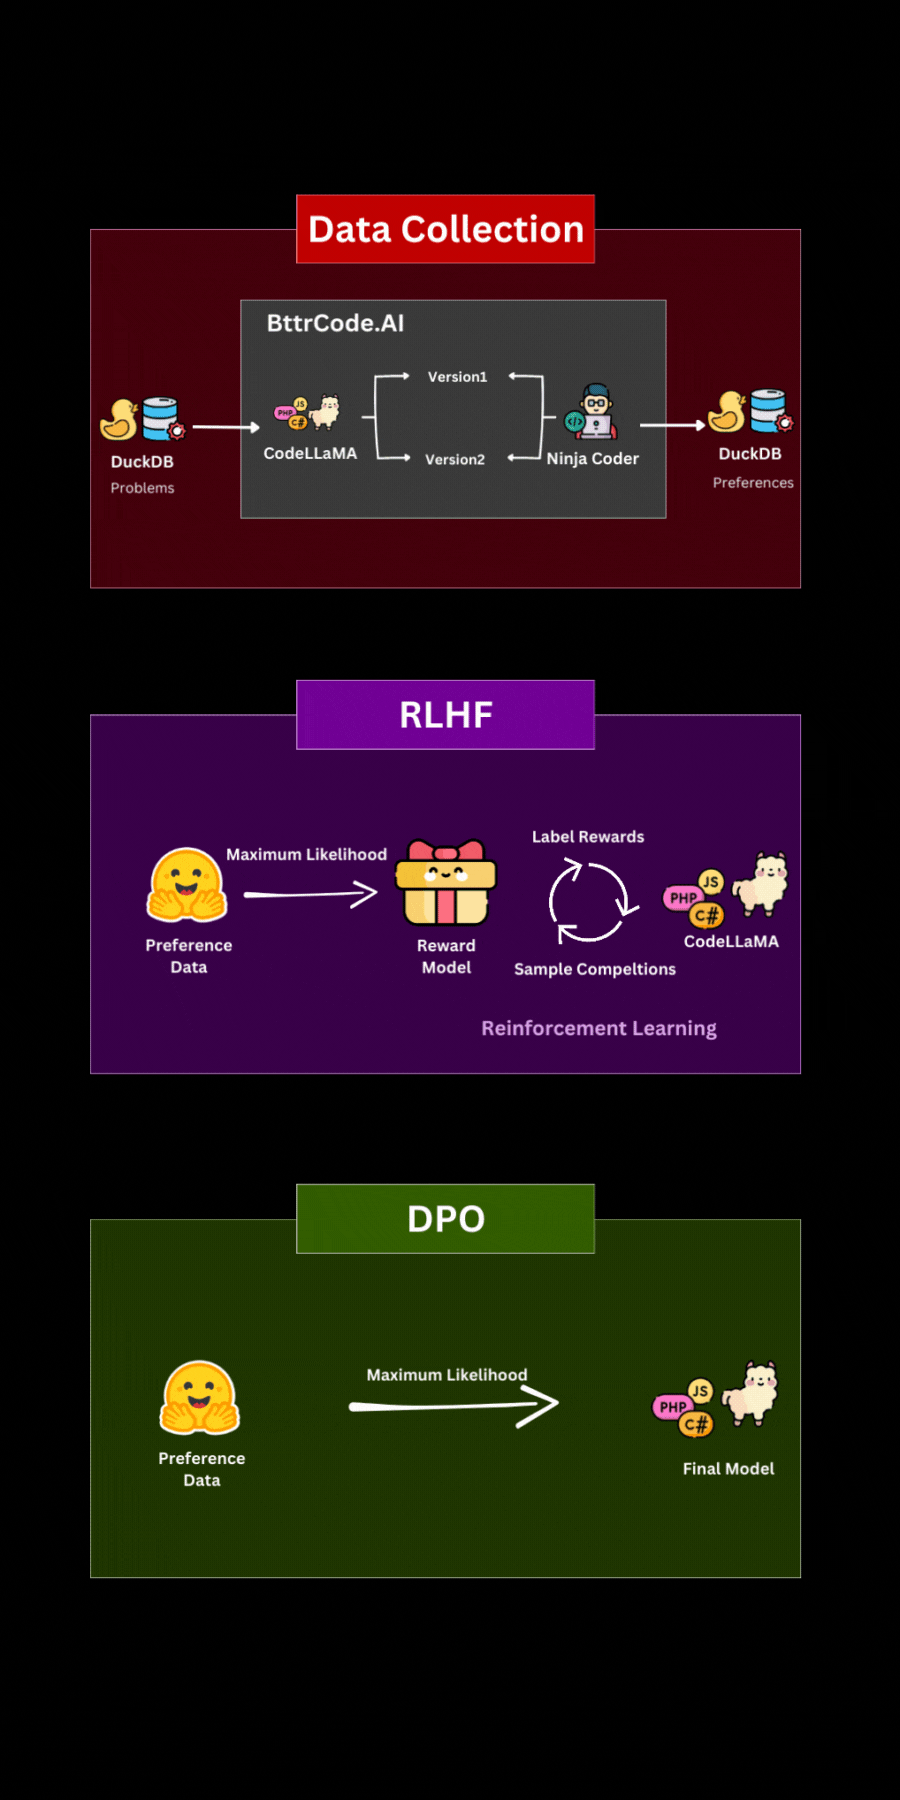 Data Collection
BttrCode.AI
Version1
JS
PHP
C#
</>
CodeLLaMA
Version2
Ninja Coder
DuckDB
Problems
DuckDB
Preferences
RLHF
Label Rewards
Maximum Likelihood
JS
PHP
C#
CodeLLaMA
Preference
Data
Reward
Model
Sample Compeltions
Reinforcement Learning
DPO
Maximum Likelihood
JS
PHP
C#
Preference
Data
Final Model